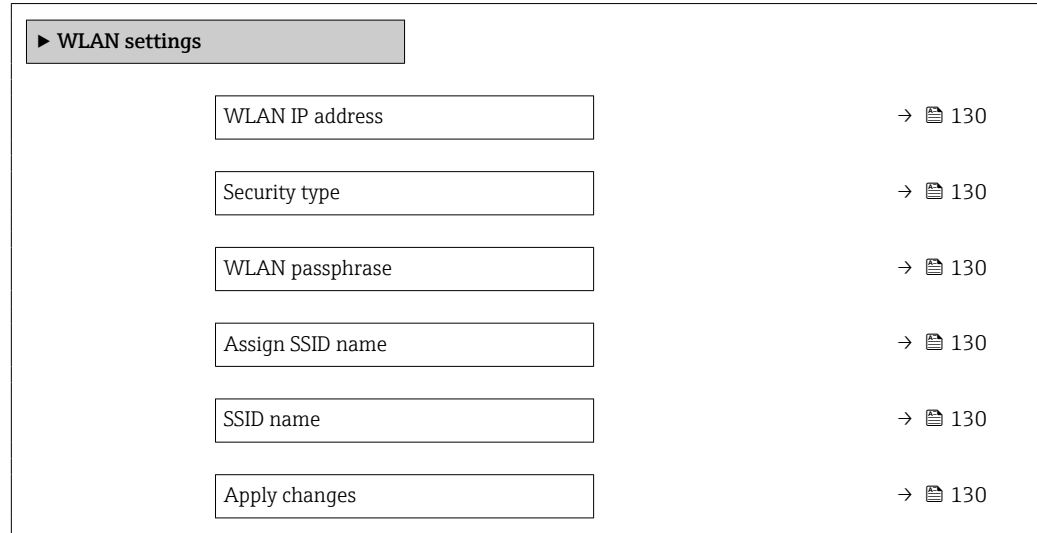 ▶ WLAN settings
WLAN IP address → 130
Security type → 130
WLAN passphrase → 130
Assign SSID name → 130
SSID name → 130
Apply changes → 130